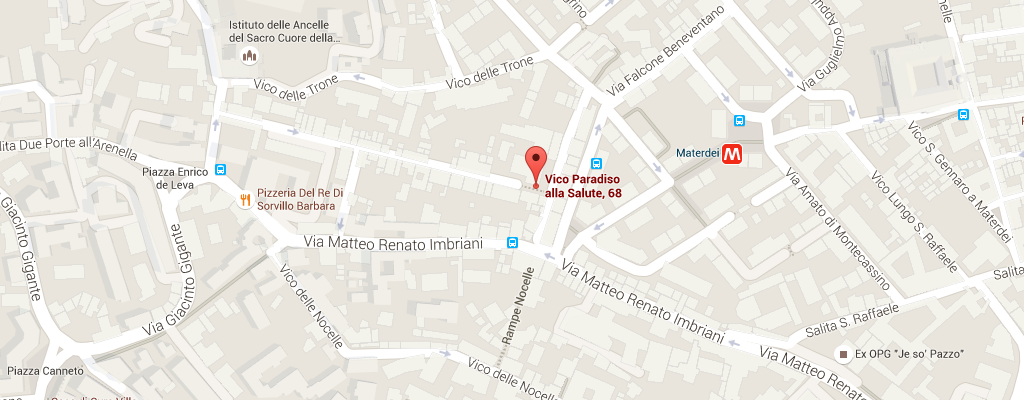 Istituto delle Ancelle
del Sacro Cuore della...
Vico delle Trone
Vico delle Trone
Via Falcone Beneventano
Via Guglielmo Appu
alita Due Porte all'Arenella
Piazza Enrico
de Leva
Pizzeria Del Re Di
Sorvillo Barbara
Vico Paradiso
alla Salute, 68
Materdei
M
Vico S. Gennaro a Materdei
Vico Lungo S. Raffaele
Via Amato di Montecassino
Giacinto Gigante
Via Giacinto Gigante
Via Matteo Renato Imbriani
Via Matteo Renato Imbriani
Via Matteo Renato
Vico delle Nocelle
Rampe Nocelle
Vico delle Nocelle
Salita S. Raffaele
Salita
Ex OPG "Je so' Pazzo"
Piazza Canneto